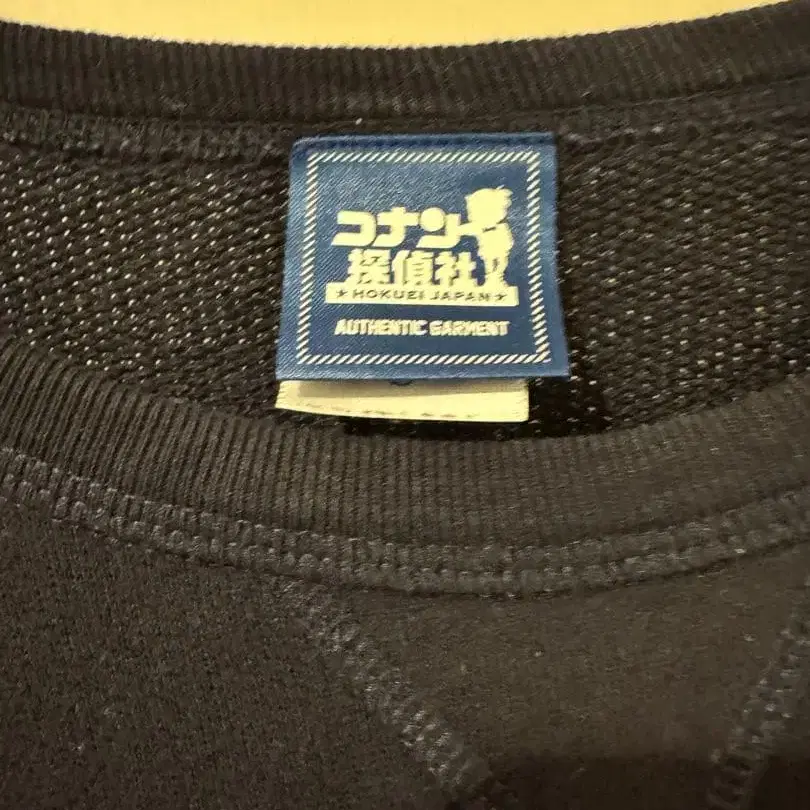 コナン
探偵社
★HOKUEI JAPAN★
AUTHENTIC GARMENT